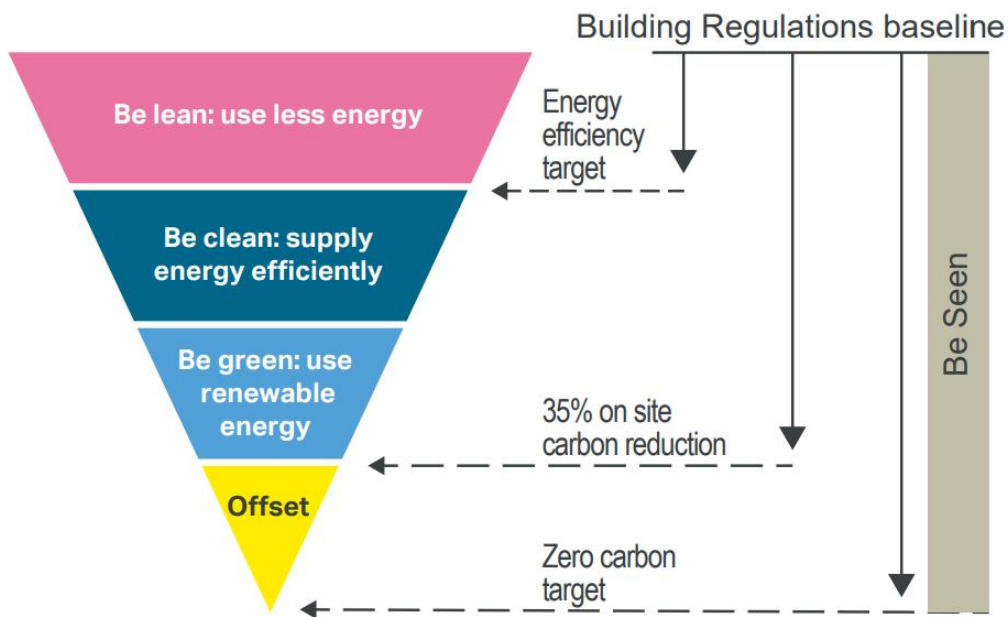 Building Regulations baseline
Be lean: use less energy
Energy
efficiency
target
Be clean: supply
energy efficiently
Be green: use
renewable
energy
35% on site
carbon reduction
Offset
Zero carbon
target
Be Seen